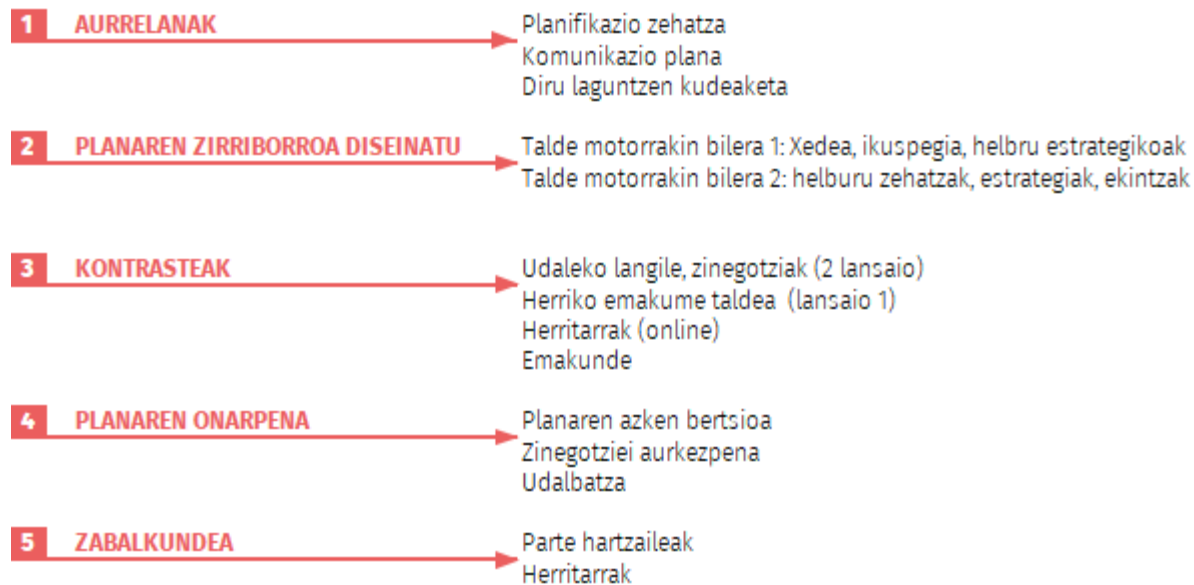 1 AURRELANAK
Planifikazio zehatza
Komunikazio plana
Diru laguntzen kudeaketa
2 PLANAREN ZIRRIBORROA DISEINATU
Talde motorrakin bilera 1: Xedea, ikuspegia, helbru estrategikoak
Talde motorrakin bilera 2: helburu zehatzak, estrategiak, ekintzak
3 KONTRASTEAK
Udaleko langile, zinegotziak (2 lansaio)
Herriko emakume taldea (lansaio 1)
Herritarrak (online)
Emakunde
4 PLANAREN ONARPENA
Planaren azken bertsioa
Zinegotziei aurkezpena
Udalbatza
5 ZABALKUNDEA
Parte hartzaileak
Herritarrak